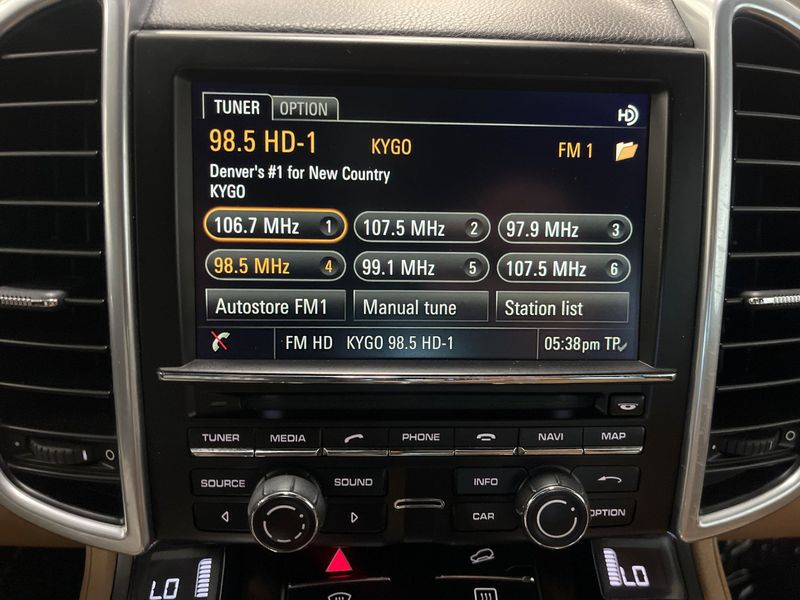 TUNER OPTION HD
98.5 HD-1 KYGO FM 1
Denver's #1 for New Country
KYGO
106.7 MHz 1 107.5 MHz 2 97.9 MHz 3
98.5 MHz 4 99.1 MHz 5 107.5 MHz 6
Autostore FM1 Manual tune Station list
FM HD KYGO 98.5 HD-1 05:38pm TP
TUNER MEDIA PHONE NAVI MAP
SOURCE SOUND INFO
CAR OPTION
LO LO